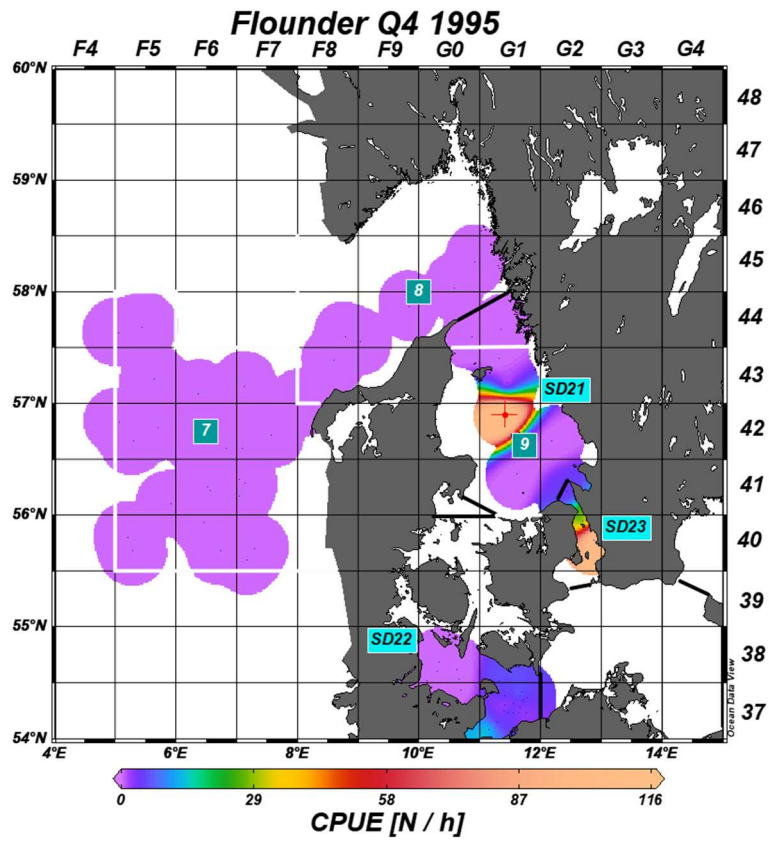 Flounder Q4 1995
F4 F5 F6 F7 F8 F9 G0 G1 G2 G3 G4
60°N
48
47
59°N
46
45
58°N
8
44
43
SD21
57°N
7
42
9
41
56°N
SD23
40
39
55°N
SD22
38
37
54°N
Ocean Data View
4°E 6°E 8°E 10°E 12°E 14°E
0 29 58 87 116
CPUE [N / h]